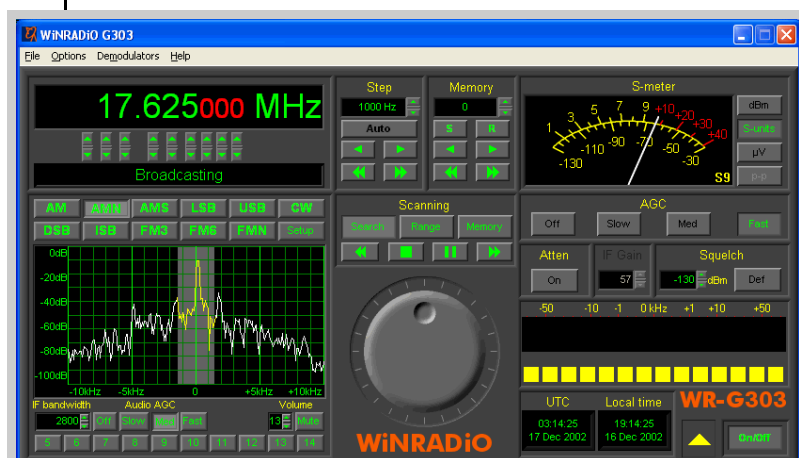 WiNRADiO G303
File Options Demodulators Help
17.625000 MHz
Broadcasting
Step
1000 Hz
Auto
Memory
0
S R
S-meter
1 3 5 7 9 +10 +20 +30 +40
-130 -110 -90 -70 -50 -30
S9
dBm
S-units
µV
p-p
AM AMN AMS LSB USB CW
DSB ISB FM3 FM6 FMN Setup
Scanning
Search Range Memory
AGC
Off Slow Med Fast
Atten
On
IF Gain
57
Squelch
-130 dBm Def
0dB
-20dB
-40dB
-60dB
-80dB
-100dB
-10kHz -5kHz 0 +5kHz +10kHz
-50 -10 -1 0 kHz +1 +10 +50
IF bandwidth Audio AGC Volume
2800 Off Slow Med Fast 13 Mute
5 6 7 8 9 10 11 12 13 14
WiNRADiO
UTC
03:14:25
17 Dec 2002
Local time
19:14:25
16 Dec 2002
WR-G303
On/Off